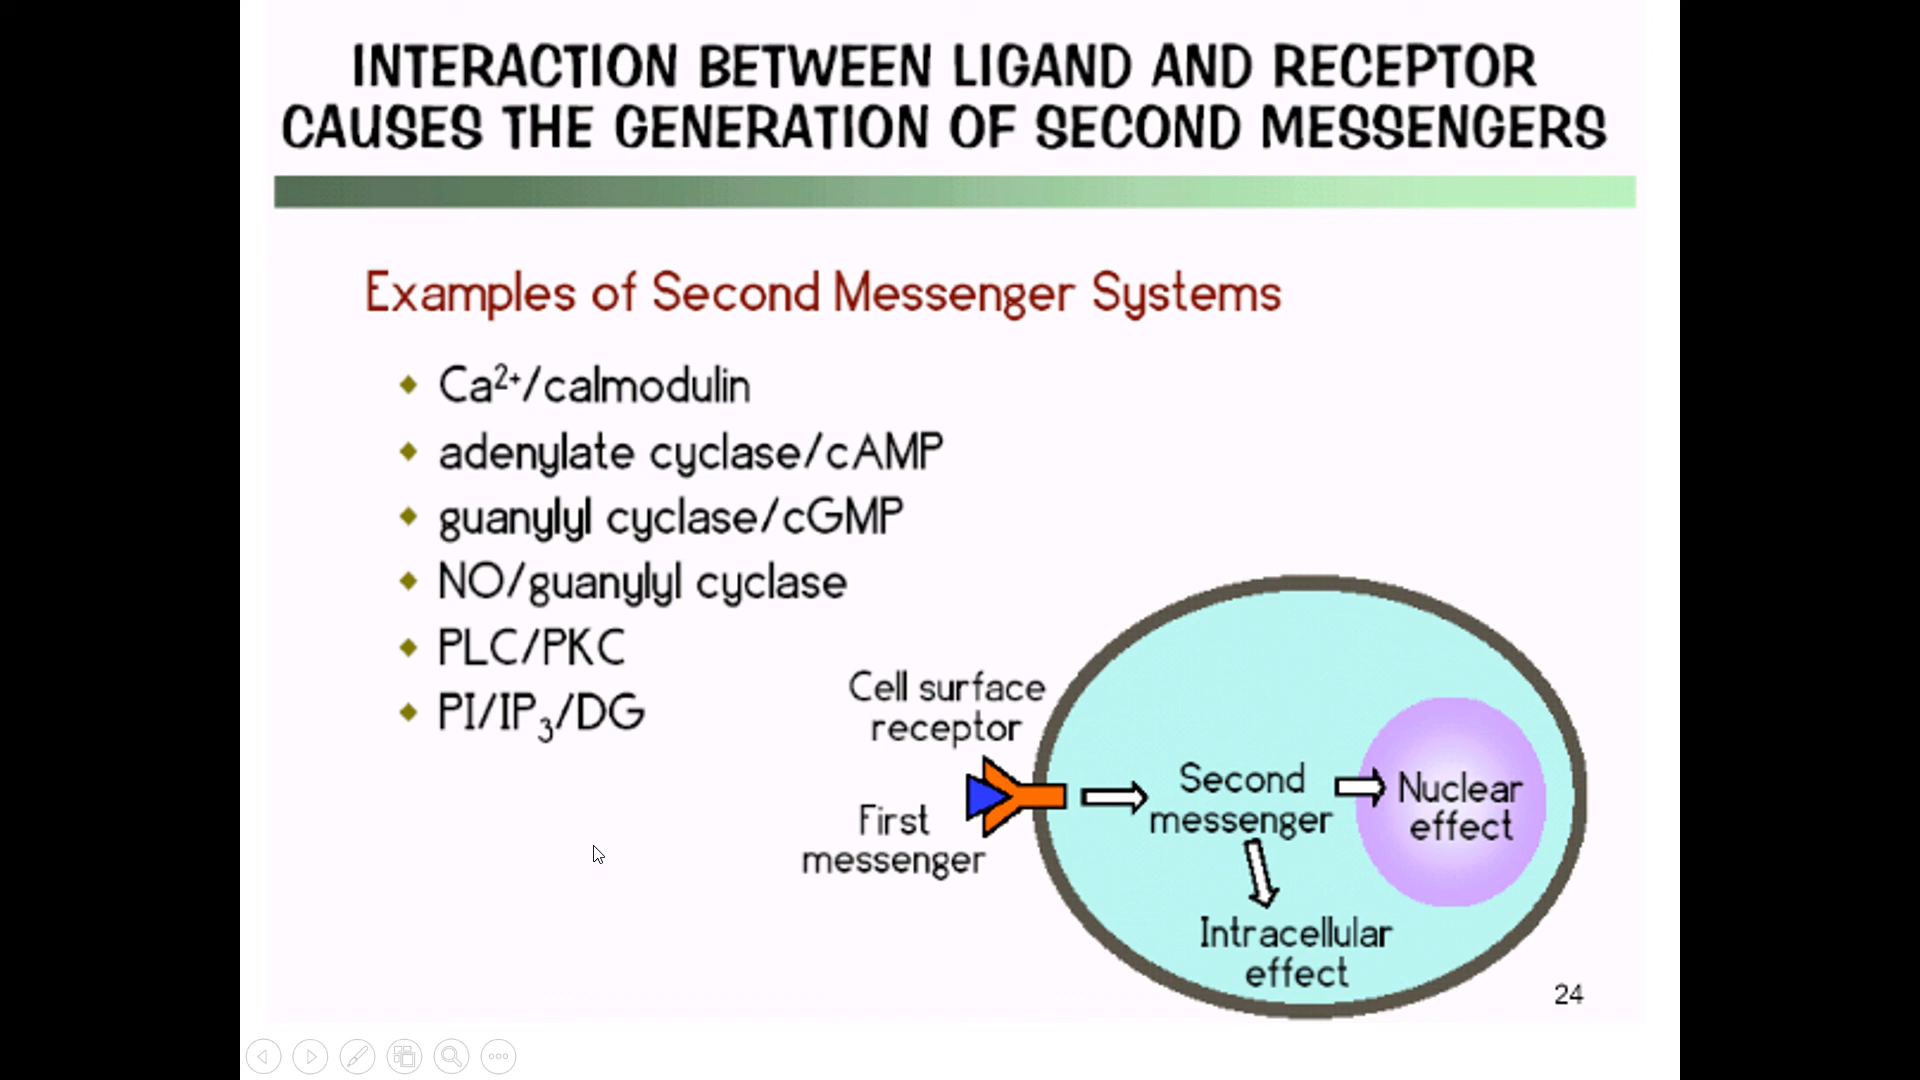 INTERACTION BETWEEN LIGAND AND RECEPTOR
CAUSES THE GENERATION OF SECOND MESSENGERS
Examples of Second Messenger Systems
◆ Ca²⁺/calmodulin
◆ adenylate cyclase/cAMP
◆ guanylyl cyclase/cGMP
◆ NO/guanylyl cyclase
◆ PLC/PKC
◆ PI/IP₃/DG
Cell surface
receptor
First
messenger
Second
messenger
Nuclear
effect
Intracellular
effect
24